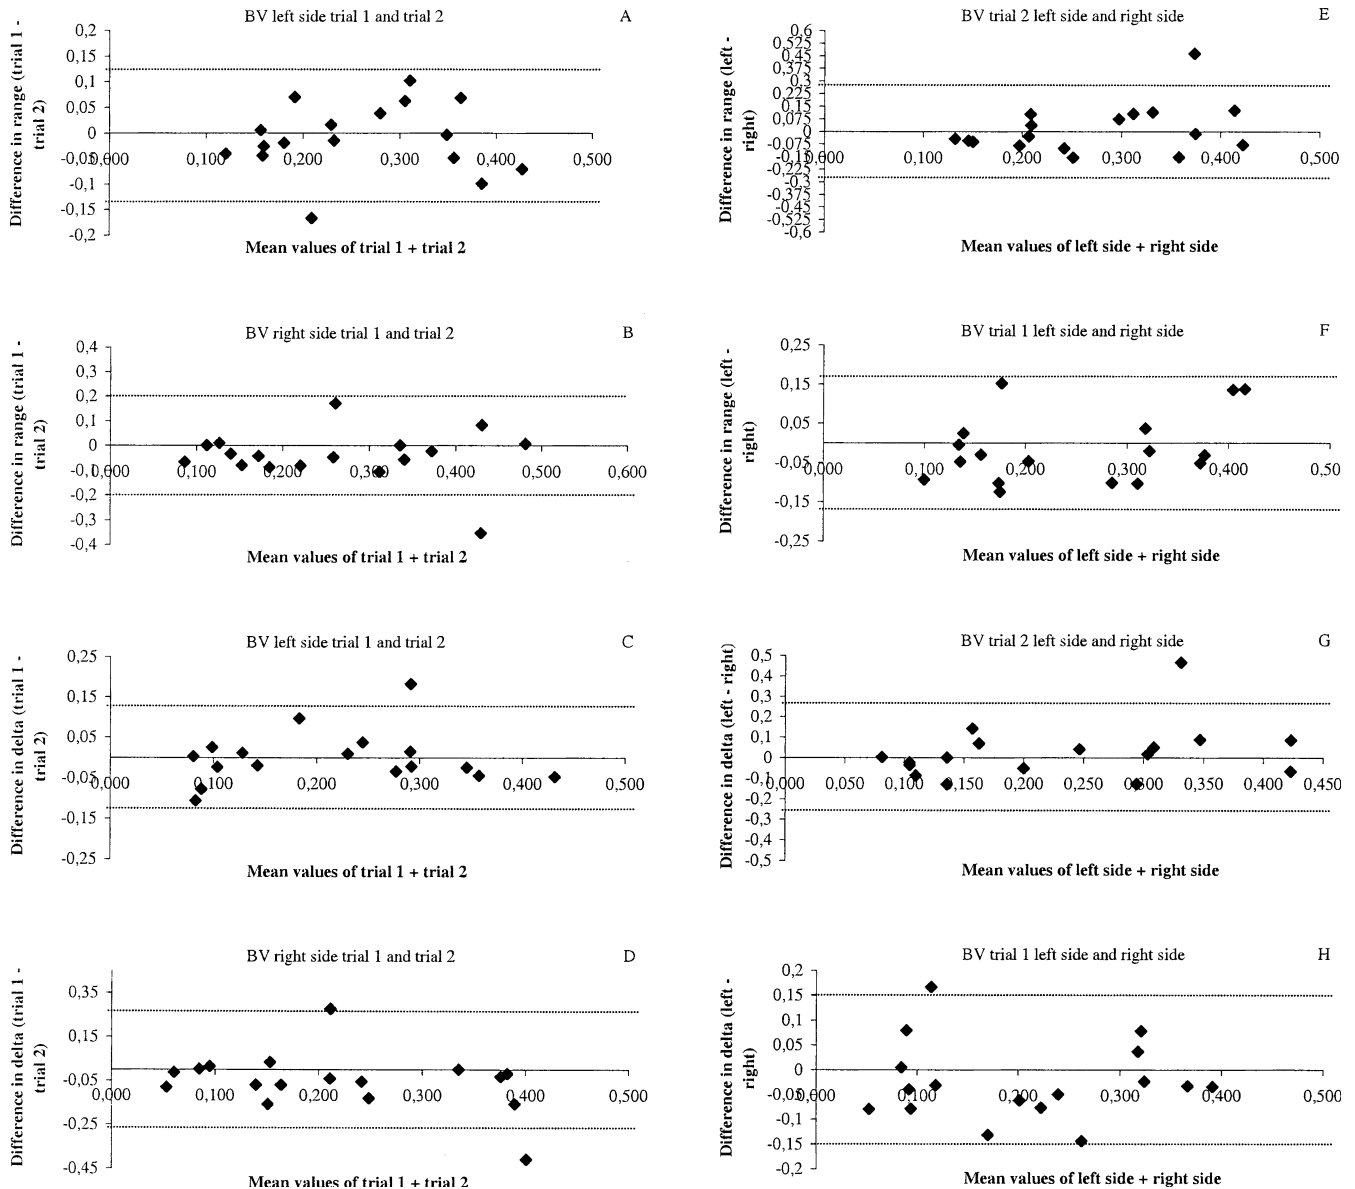 BV left side trial 1 and trial 2
A
Difference in range (trial 1 -
trial 2)
0,2
0,15
0,1
0,05
0
-0,05
-0,1
-0,15
-0,2
0,000 0,100 0,200 0,300 0,400 0,500
Mean values of trial 1 + trial 2
BV right side trial 1 and trial 2
B
Difference in range (trial 1 -
trial 2)
0,4
0,3
0,2
0,1
0
-0,1
-0,2
-0,3
-0,4
0,000 0,100 0,200 0,300 0,400 0,500 0,600
Mean values of trial 1 + trial 2
BV left side trial 1 and trial 2
C
Difference in delta (trial 1 -
trial 2)
0,25
0,15
0,05
-0,05
-0,15
-0,25
0,000 0,100 0,200 0,300 0,400 0,500
Mean values of trial 1 + trial 2
BV right side trial 1 and trial 2
D
Difference in delta (trial 1 -
trial 2)
0,35
0,15
-0,05
-0,25
-0,45
0,000 0,100 0,200 0,300 0,400 0,500
Mean values of trial 1 + trial 2
BV trial 2 left side and right side
E
Difference in range (left -
right)
0,6
0,525
0,45
0,375
0,3
0,225
0,15
0,075
0
-0,075
-0,15
-0,225
-0,3
-0,375
-0,45
-0,525
-0,6
0,000 0,100 0,200 0,300 0,400 0,500
Mean values of left side + right side
BV trial 1 left side and right side
F
Difference in range (left -
right)
0,25
0,15
0,05
-0,05
-0,15
-0,25
0,000 0,100 0,200 0,300 0,400 0,50
Mean values of left side + right side
BV trial 2 left side and right side
G
Difference in delta (left - right)
0,5
0,4
0,3
0,2
0,1
0
-0,1
-0,2
-0,3
-0,4
-0,5
0,000 0,050 0,100 0,150 0,200 0,250 0,300 0,350 0,400 0,450
Mean values of left side + right side
BV trial 1 left side and right side
H
Difference in delta (left -
right)
0,2
0,15
0,1
0,05
0
-0,05
-0,1
-0,15
-0,2
0,000 0,100 0,200 0,300 0,400 0,500
Mean values of left side + right side